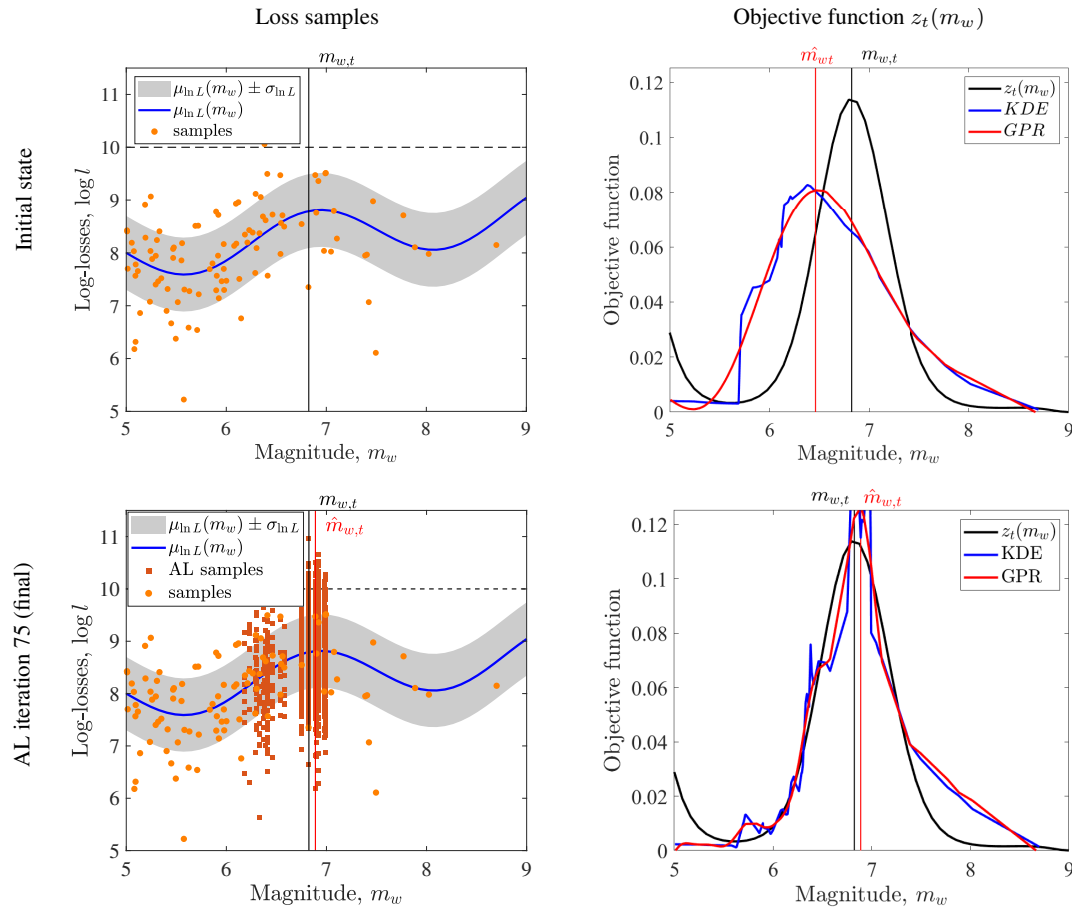 Loss samples
Objective function z_t(m_w)
Initial state
m_{w,t}
μ_{ln L}(m_w) ± σ_{ln L}
μ_{ln L}(m_w)
samples
11
10
9
8
7
6
5
Log-losses, log l
5 6 7 8 9
Magnitude, m_w
m̂_{wt} m_{w,t}
z_t(m_w)
KDE
GPR
0.12
0.1
0.08
0.06
0.04
0.02
0
Objective function
5 6 7 8 9
Magnitude, m_w
AL iteration 75 (final)
m_{w,t}
m̂_{w,t}
μ_{ln L}(m_w) ± σ_{ln L}
μ_{ln L}(m_w)
AL samples
samples
11
10
9
8
7
6
5
Log-losses, log l
5 6 7 8 9
Magnitude, m_w
m_{w,t} m̂_{w,t}
z_t(m_w)
KDE
GPR
0.12
0.1
0.08
0.06
0.04
0.02
0
Objective function
5 6 7 8 9
Magnitude, m_w